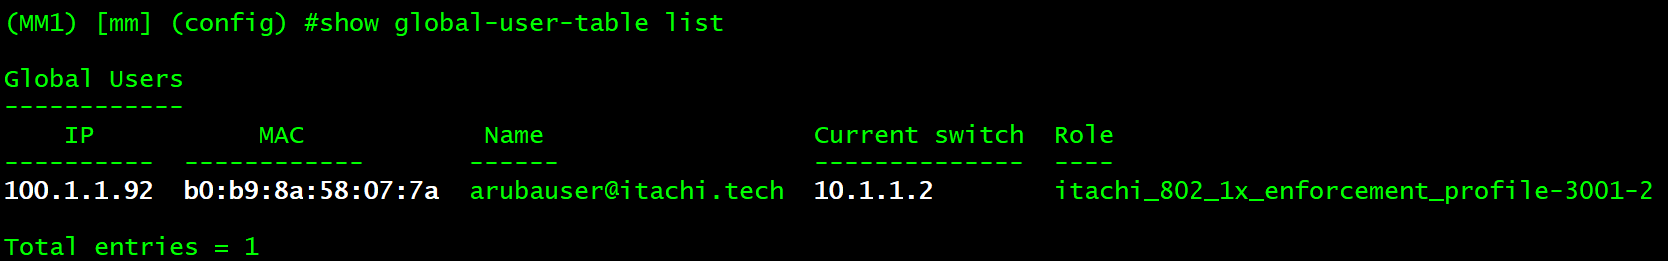 (MM1) [mm] (config) #show global-user-table list
Global Users
------------
IP MAC Name Current switch Role
---------- ------------ ------ -------------- ----
100.1.1.92 b0:b9:8a:58:07:7a arubauser@itachi.tech 10.1.1.2 itachi_802_1x_enforcement_profile-3001-2
Total entries = 1